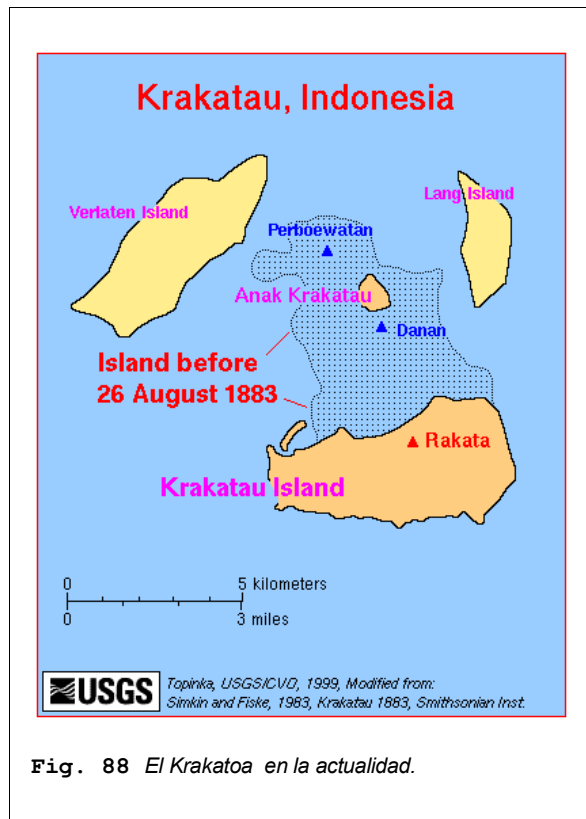 Krakatau, Indonesia
Verlaten Island
Lang Island
Perboewatan
Anak Krakatau
Danan
Island before
26 August 1883
Rakata
Krakatau Island
0 5 kilometers
0 3 miles
USGS
Topinka, USGS/CVO, 1999, Modified from:
Simkin and Fiske, 1983, Krakatau 1883, Smithsonian Inst.
Fig. 88 El Krakatoa en la actualidad.